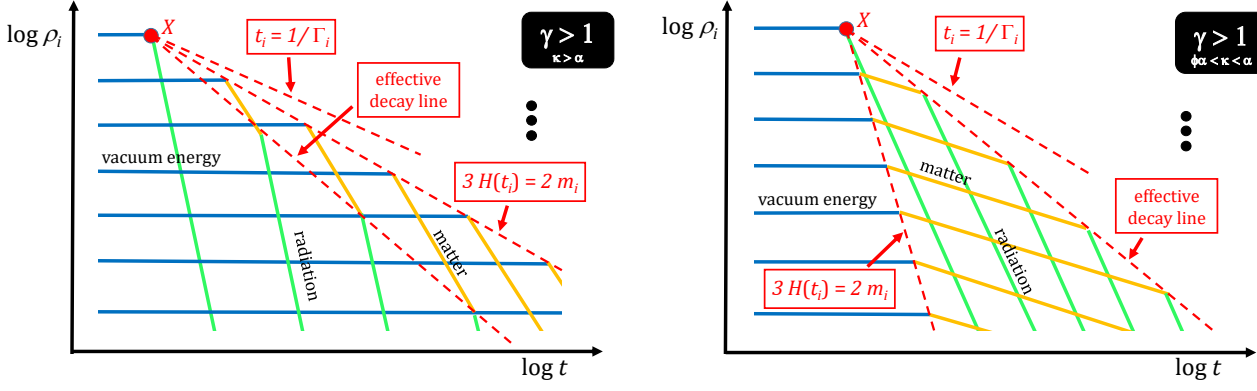 log ρᵢ
X
tᵢ = 1/ Γᵢ
γ > 1
κ > α
effective
decay line
vacuum energy
3 H(tᵢ) = 2 mᵢ
radiation
matter
log t
log ρᵢ
X
tᵢ = 1/ Γᵢ
γ > 1
ϕα < κ < α
matter
vacuum energy
effective
decay line
radiation
3 H(tᵢ) = 2 mᵢ
log t